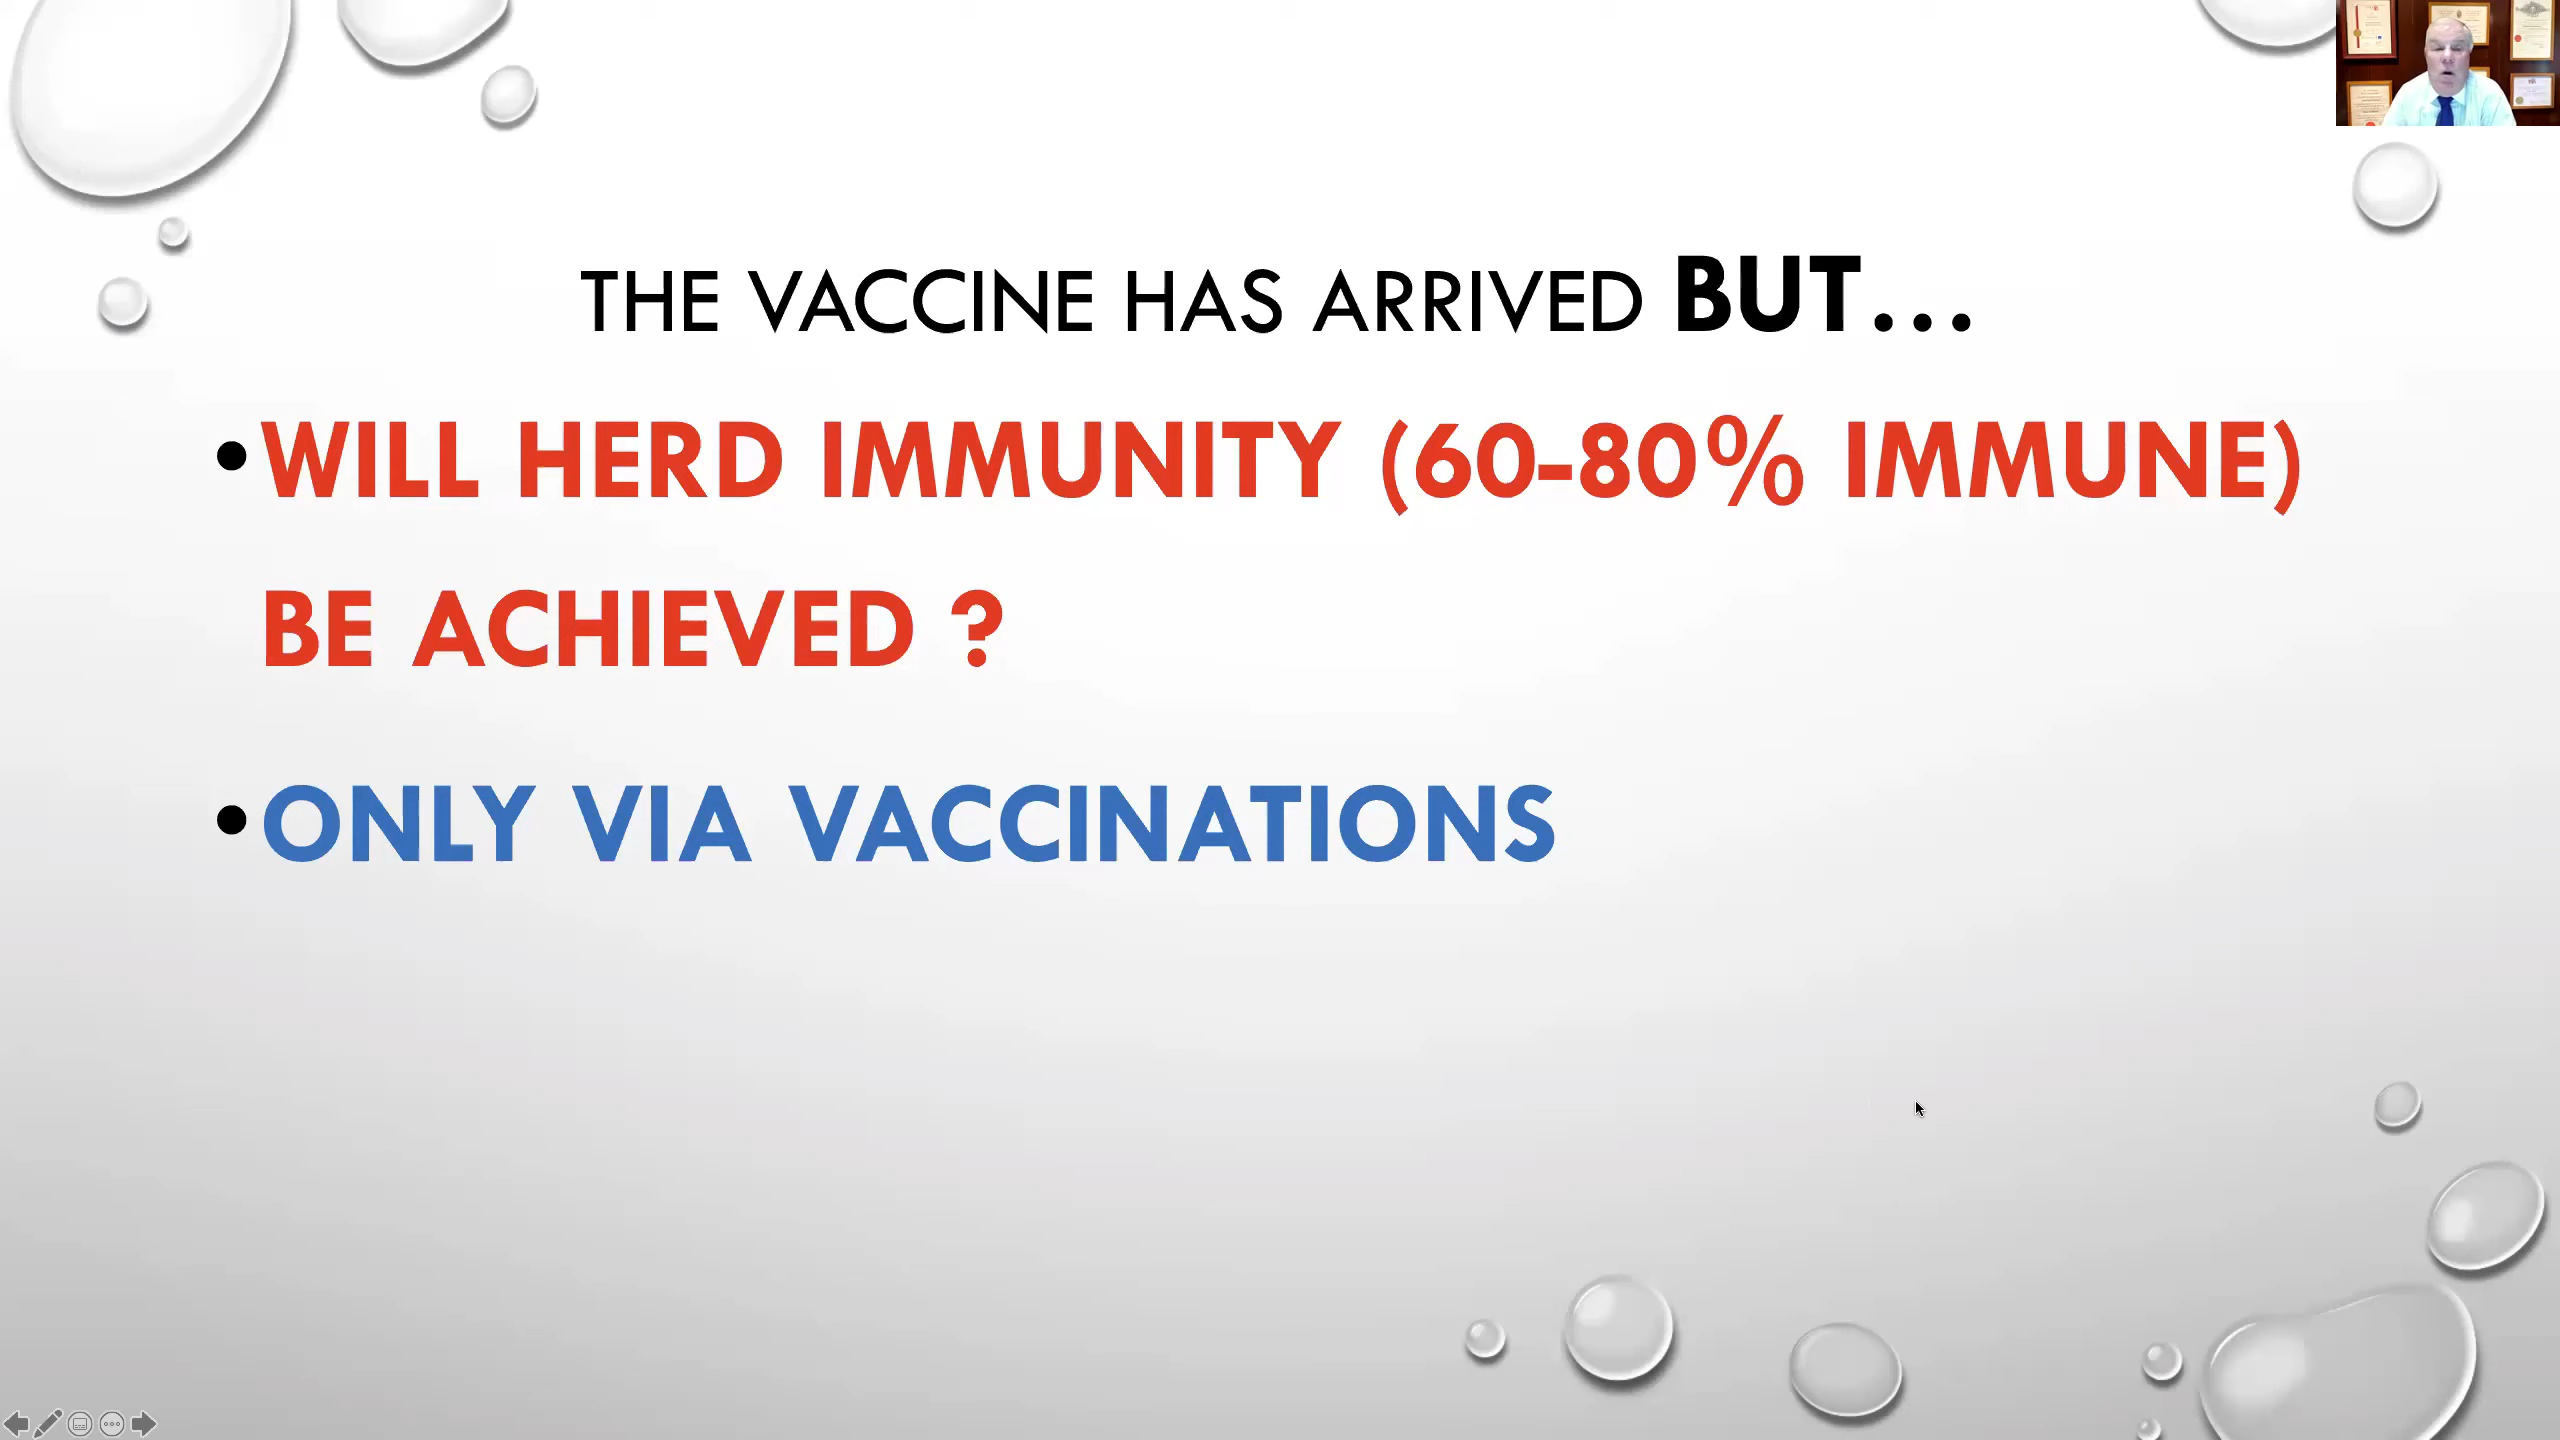 THE VACCINE HAS ARRIVED BUT...
•WILL HERD IMMUNITY (60-80% IMMUNE)
BE ACHIEVED ?
•ONLY VIA VACCINATIONS